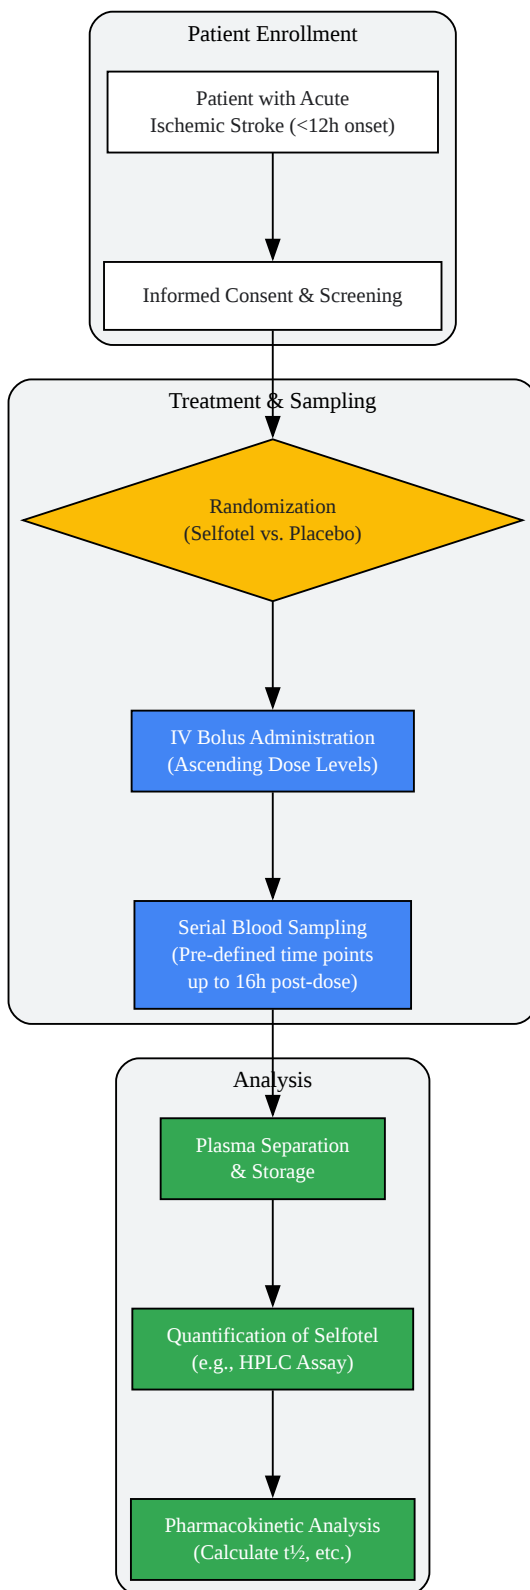 Patient Enrollment
Patient with Acute
Ischemic Stroke (<12h onset)
Informed Consent & Screening
Treatment & Sampling
Randomization
(Selfotel vs. Placebo)
IV Bolus Administration
(Ascending Dose Levels)
Serial Blood Sampling
(Pre-defined time points
up to 16h post-dose)
Analysis
Plasma Separation
& Storage
Quantification of Selfotel
(e.g., HPLC Assay)
Pharmacokinetic Analysis
(Calculate t½, etc.)